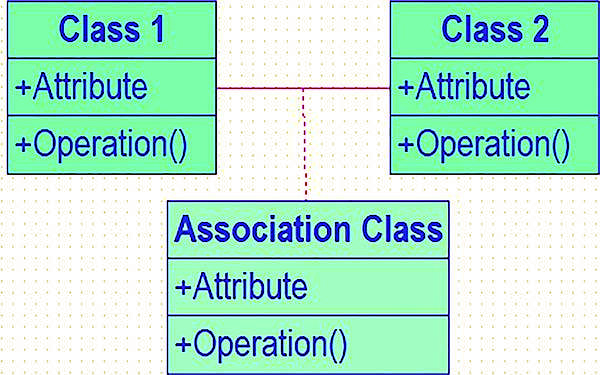 Class 1
+Attribute
+Operation()
Class 2
+Attribute
+Operation()
Association Class
+Attribute
+Operation()